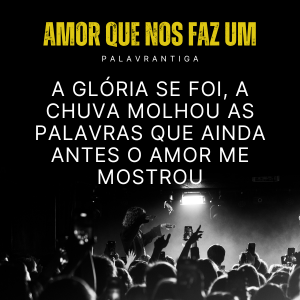 AMOR QUE NOS FAZ UM
PALAVRANTIGA
A GLÓRIA SE FOI, A
CHUVA MOLHOU AS
PALAVRAS QUE AINDA
ANTES O AMOR ME
MOSTROU